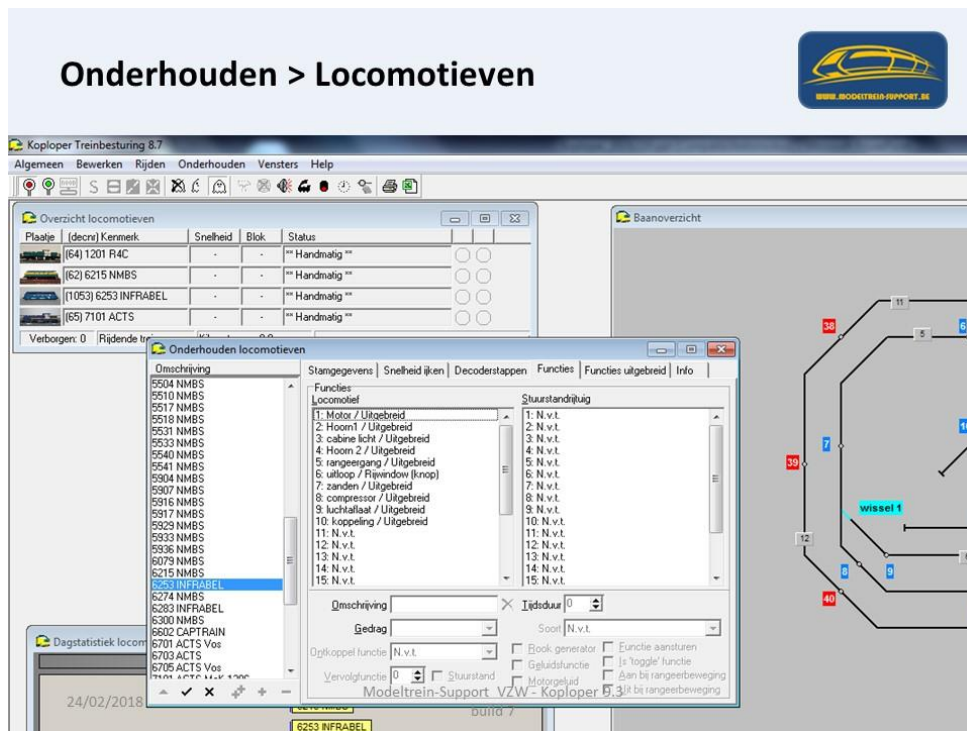 Onderhouden > Locomotieven
WWW.MODELTREIN-SUPPORT.BE
Koploper Treinbesturing 8.7
Algemeen Bewerken Rijden Onderhouden Vensters Help
Overzicht locomotieven
Plaatje (decnr) Kenmerk Snelheid Blok Status
(64) 1201 R4C - - ** Handmatig **
(62) 6215 NMBS - - ** Handmatig **
(1053) 6253 INFRABEL - - ** Handmatig **
(65) 7101 ACTS - - ** Handmatig **
Verborgen: 0
Baanoverzicht
11
38
5
6
7
39
wissel 1
12
8
9
40
Onderhouden locomotieven
Omschrijving
5504 NMBS
5510 NMBS
5517 NMBS
5518 NMBS
5531 NMBS
5533 NMBS
5540 NMBS
5541 NMBS
5904 NMBS
5907 NMBS
5916 NMBS
5917 NMBS
5929 NMBS
5933 NMBS
5936 NMBS
6079 NMBS
6215 NMBS
6253 INFRABEL
6274 NMBS
6283 INFRABEL
6300 NMBS
6602 CAPTRAIN
6701 ACTS Vos
6703 ACTS
6705 ACTS Vos
Stamgegevens Snelheid ijken Decoderstappen Functies Functies uitgebreid Info
Functies
Locomotief
1: Motor / Uitgebreid
2: Hoorn1 / Uitgebreid
3: cabine licht / Uitgebreid
4: Hoorn 2 / Uitgebreid
5: rangeergang / Uitgebreid
6: uitloop / Rijwindow (knop)
7: zanden / Uitgebreid
8: compressor / Uitgebreid
9: luchtaflaat / Uitgebreid
10: koppeling / Uitgebreid
11: N.v.t.
12: N.v.t.
13: N.v.t.
14: N.v.t.
15: N.v.t.
Stuurstandrijtuig
1: N.v.t.
2: N.v.t.
3: N.v.t.
4: N.v.t.
5: N.v.t.
6: N.v.t.
7: N.v.t.
8: N.v.t.
9: N.v.t.
10: N.v.t.
11: N.v.t.
12: N.v.t.
13: N.v.t.
14: N.v.t.
15: N.v.t.
Omschrijving Tijdsduur 0
Gedrag Soort N.v.t.
Ontkoppel functie N.v.t. Rook generator Functie aansturen
Geluidsfunctie Is 'toggle' functie
Vervolgfunctie 0 Stuurstand Motorgeluid Aan bij rangeerbeweging
Uit bij rangeerbeweging
Dagstatistiek locom
24/02/2018
Modeltrein-Support VZW - Koploper 9.3
build 7
6253 INFRABEL